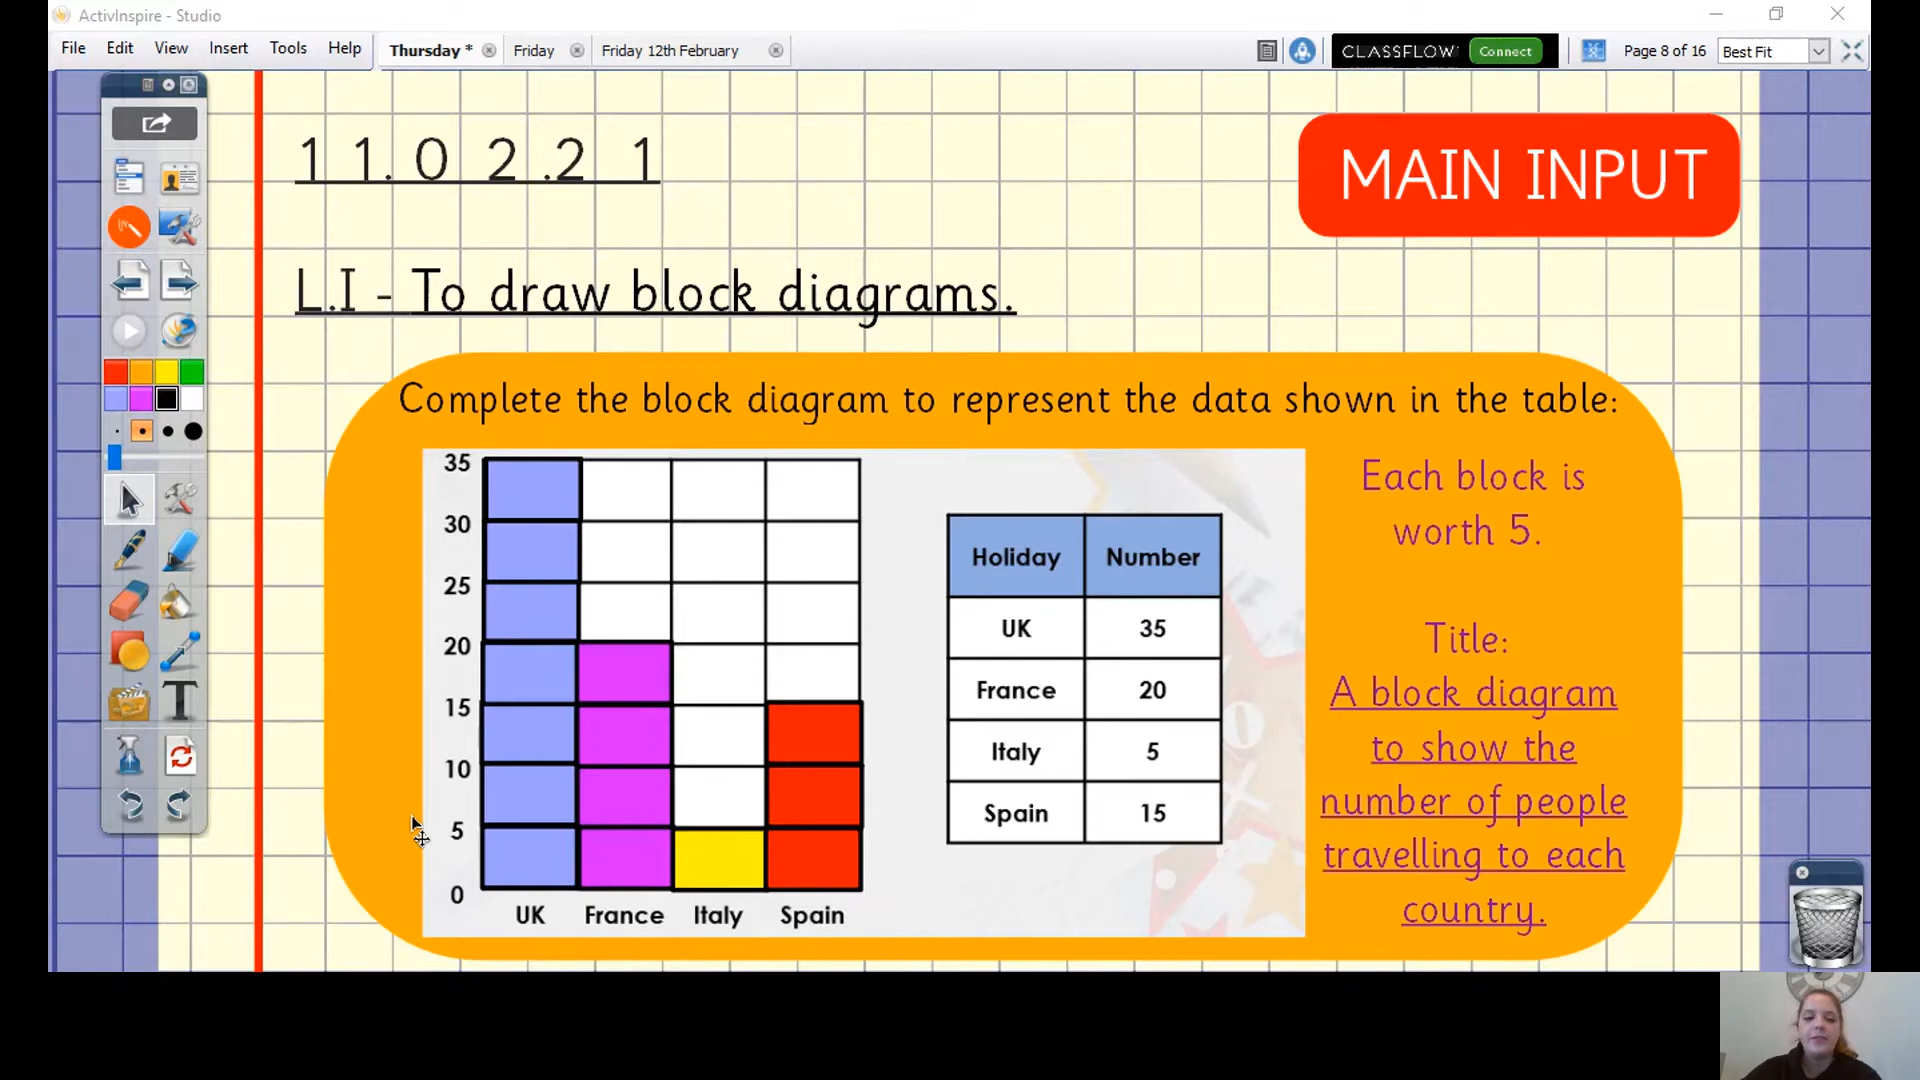 ActivInspire - Studio
File Edit View Insert Tools Help
Thursday * Friday Friday 12th February
CLASSFLOW Connect
Page 8 of 16 Best Fit
11.02.21
MAIN INPUT
L.I - To draw block diagrams.
Complete the block diagram to represent the data shown in the table:
35
30
25
20
15
10
5
0
UK France Italy Spain
Holiday Number
UK 35
France 20
Italy 5
Spain 15
Each block is
worth 5.
Title:
A block diagram
to show the
number of people
travelling to each
country.